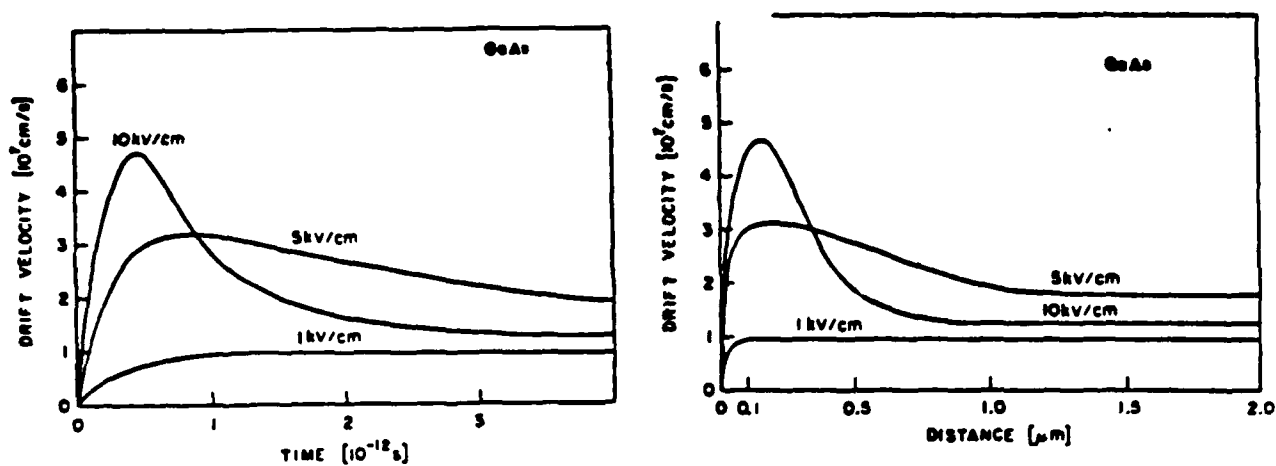 GaAs
DRIFT VELOCITY [10⁷cm/s]
6
5
4
3
2
1
0
10kV/cm
5kV/cm
1kV/cm
0 1 2 3
TIME [10⁻¹²s]
GaAs
DRIFT VELOCITY [10⁷cm/s]
6
5
4
3
2
1
0
5kV/cm
10kV/cm
1kV/cm
0 0.1 0.5 1.0 1.5 2.0
DISTANCE [μm]